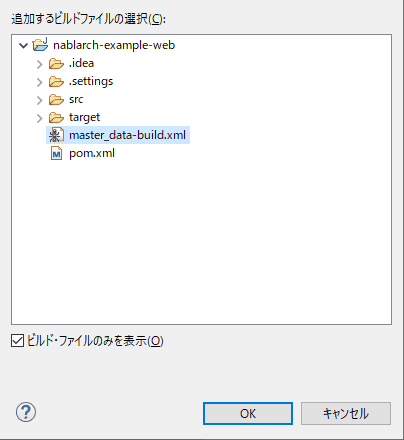 追加するビルドファイルの選択(C):
nablarch-example-web
.idea
.settings
src
target
master_data-build.xml
pom.xml
ビルド・ファイルのみを表示(O)
OK
キャンセル